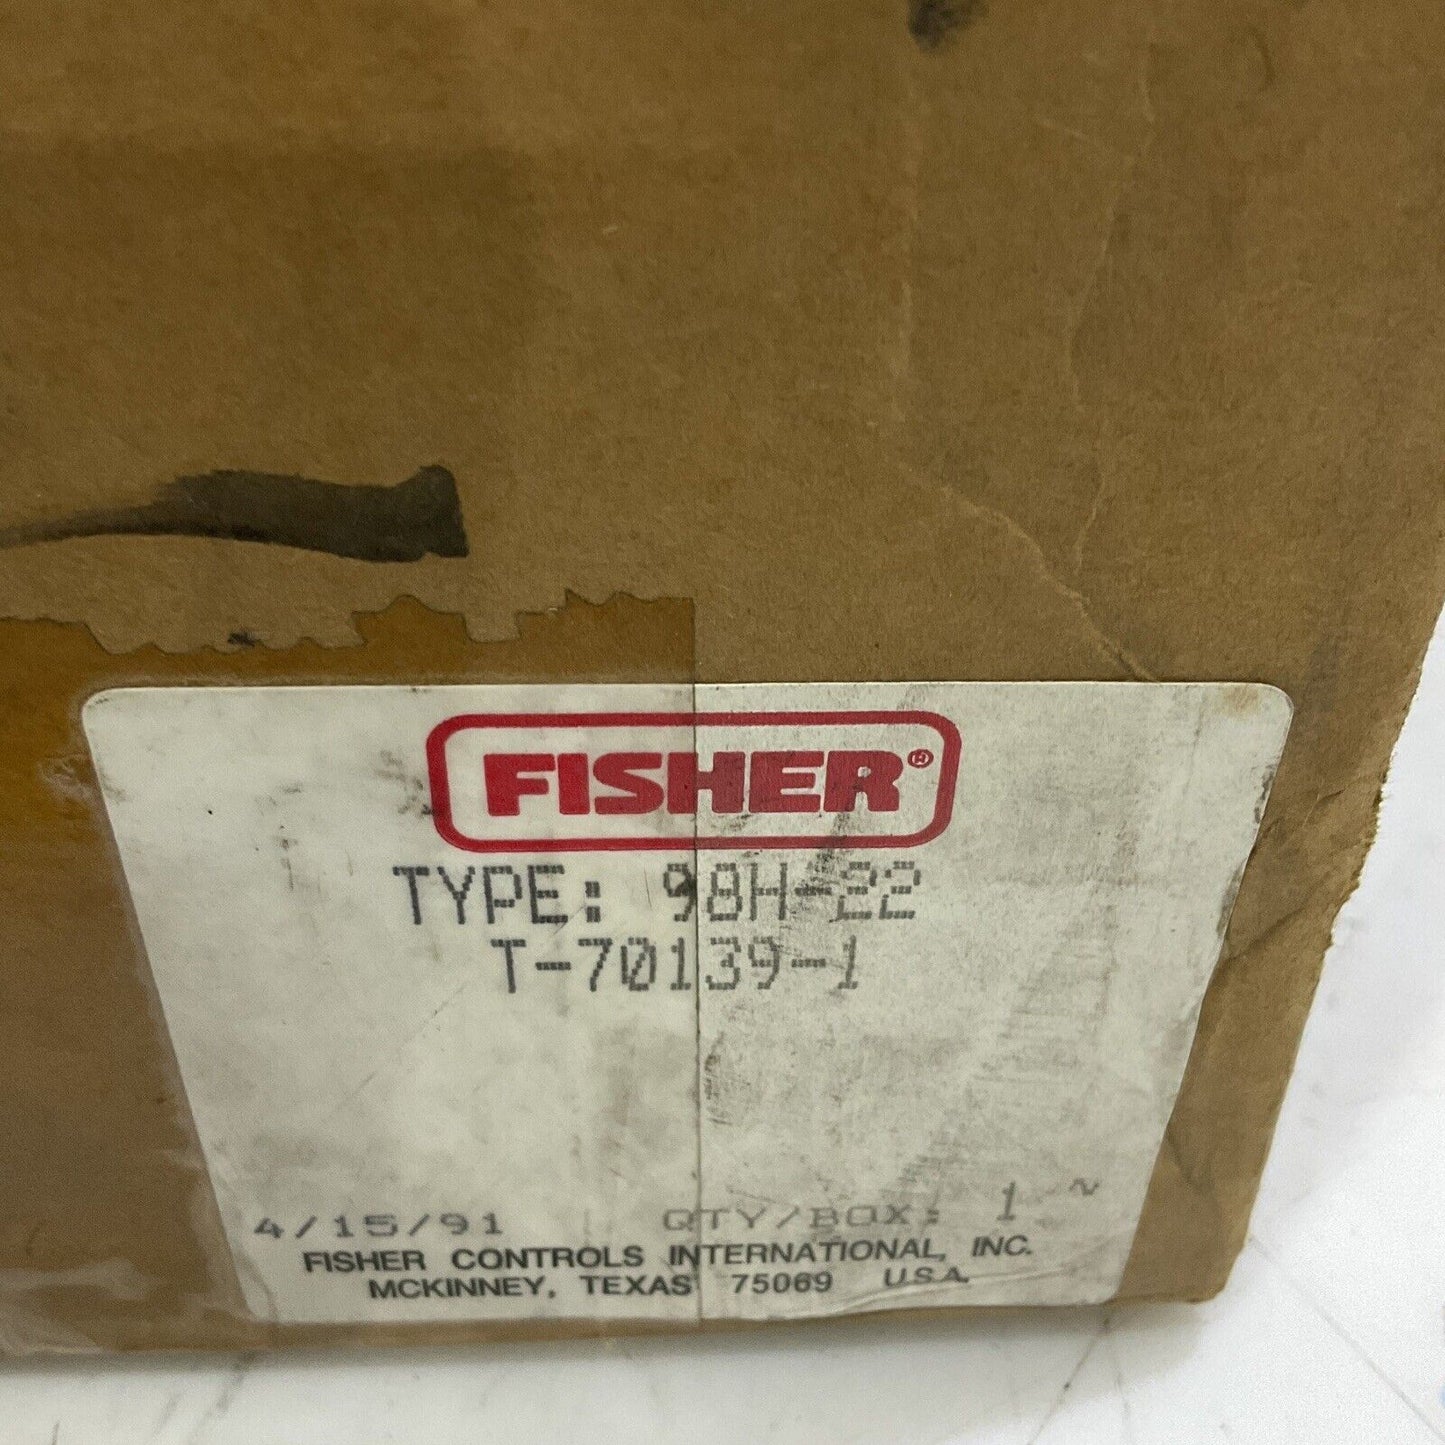 FISHER®
TYPE: 98H-22
T-70139-1
4/15/91 QTY/BOX: 1
FISHER CONTROLS INTERNATIONAL, INC.
MCKINNEY, TEXAS 75069 U.S.A.